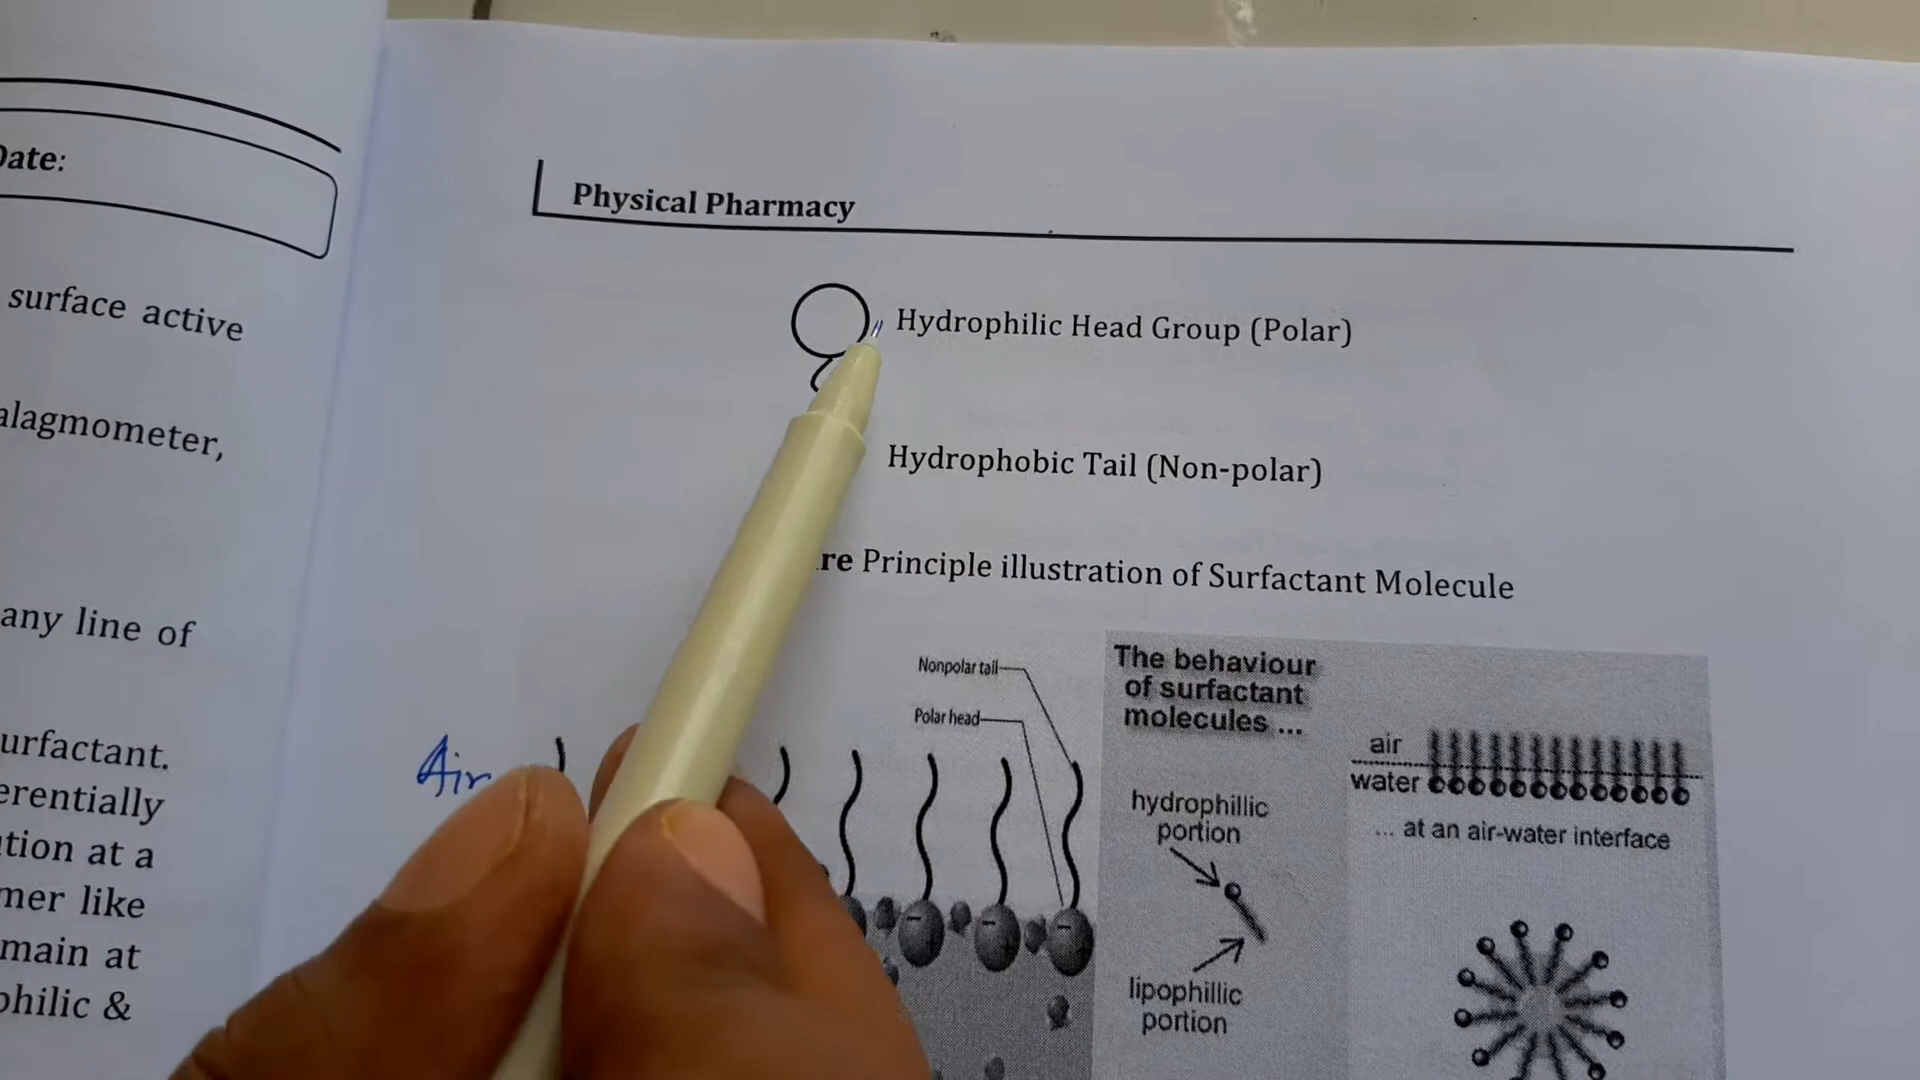 Date:
surface active
alagmometer,
any line of
urfactant.
erentially
tion at a
mer like
main at
philic &
Physical Pharmacy
Hydrophilic Head Group (Polar)
Hydrophobic Tail (Non-polar)
re Principle illustration of Surfactant Molecule
Air
Nonpolar tail
Polar head
The behaviour
of surfactant
molecules ...
hydrophillic
portion
lipophillic
portion
air
water
... at an air-water interface